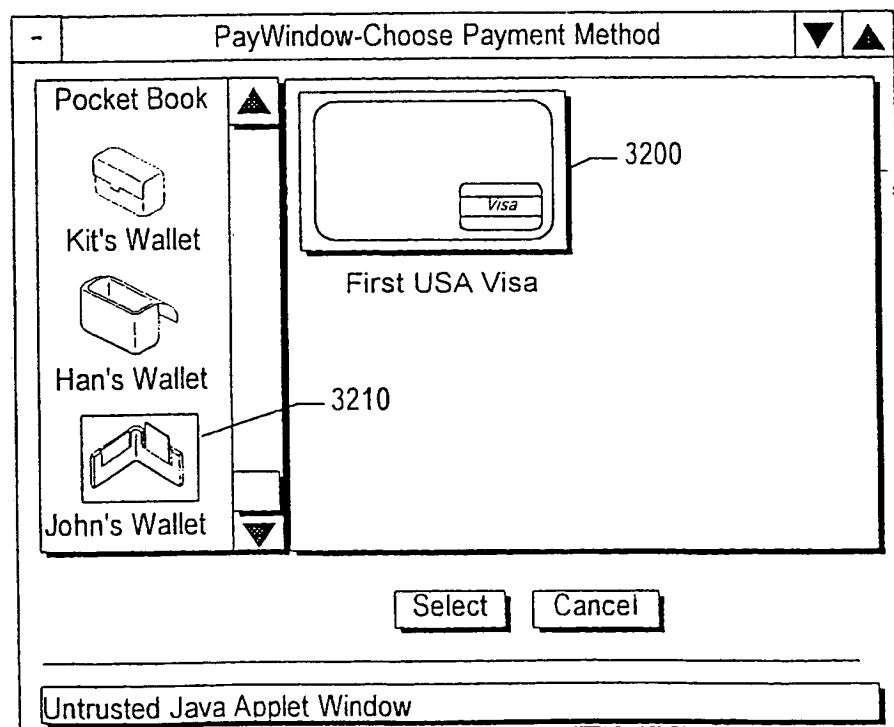 PayWindow-Choose Payment Method
Pocket Book
Kit's Wallet
Han's Wallet
John's Wallet
3200
Visa
First USA Visa
3210
Select
Cancel
Untrusted Java Applet Window